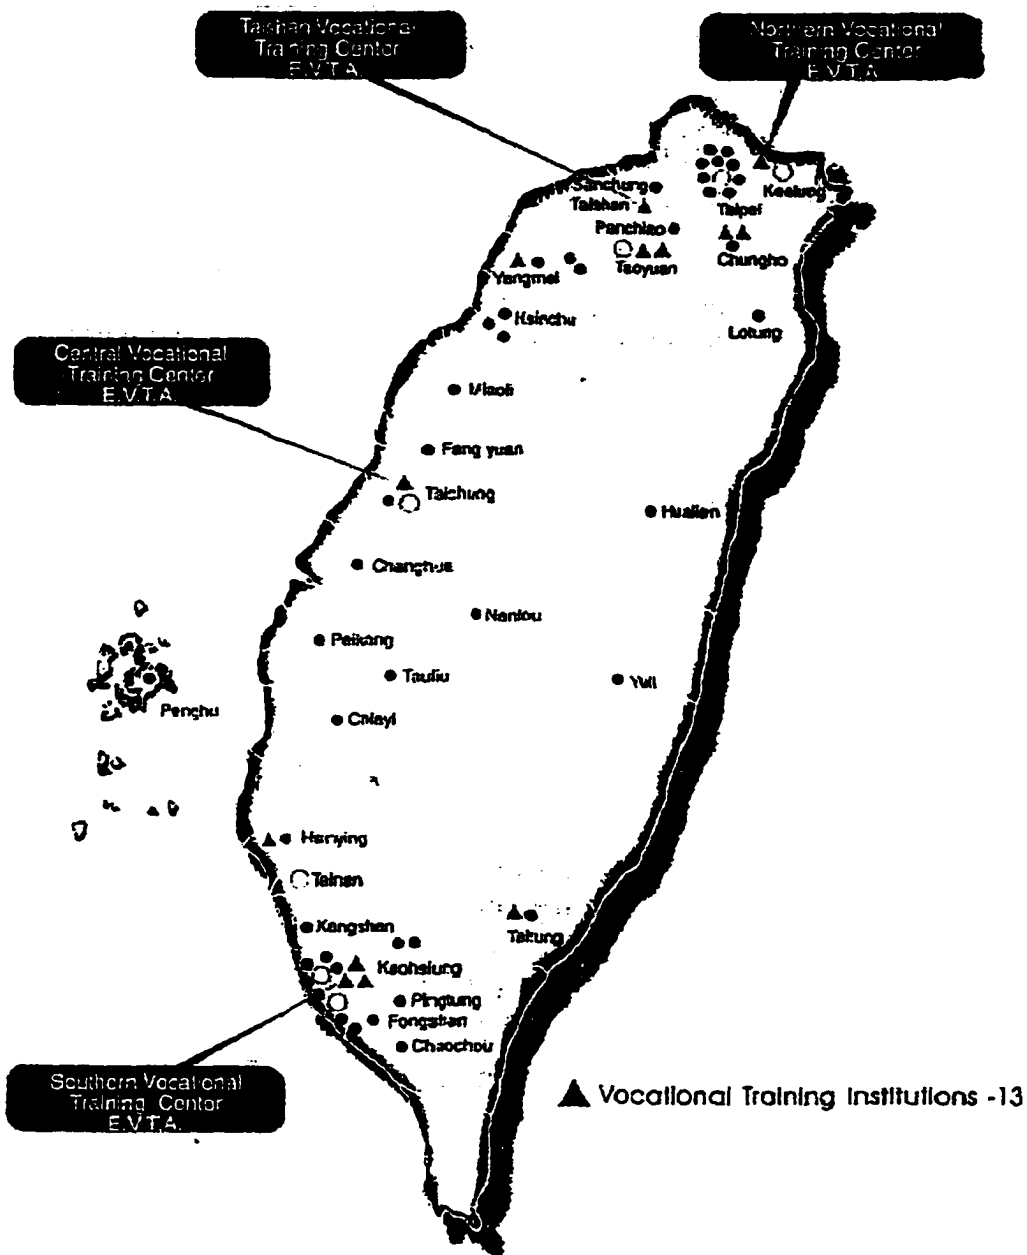 Taishan Vocational
Training Center
E.V.T.A.
Northern Vocational
Training Center
E.V.T.A.
Sanchung
Taishan
Keelung
Taipei
Panchiao
Taoyuan
Chungho
Yangmei
Hsinchu
Lotung
Central Vocational
Training Center
E.V.T.A.
Miaoli
Fang yuan
Taichung
Hualien
Changhua
Nantou
Peikang
Tauliu
Yuli
Penghu
Chiayi
Hsinying
Tainan
Kangshan
Taitung
Kaohsiung
Pingtung
Fongshan
Chaochou
Southern Vocational
Training Center
E.V.T.A.
Vocational Training Institutions -13